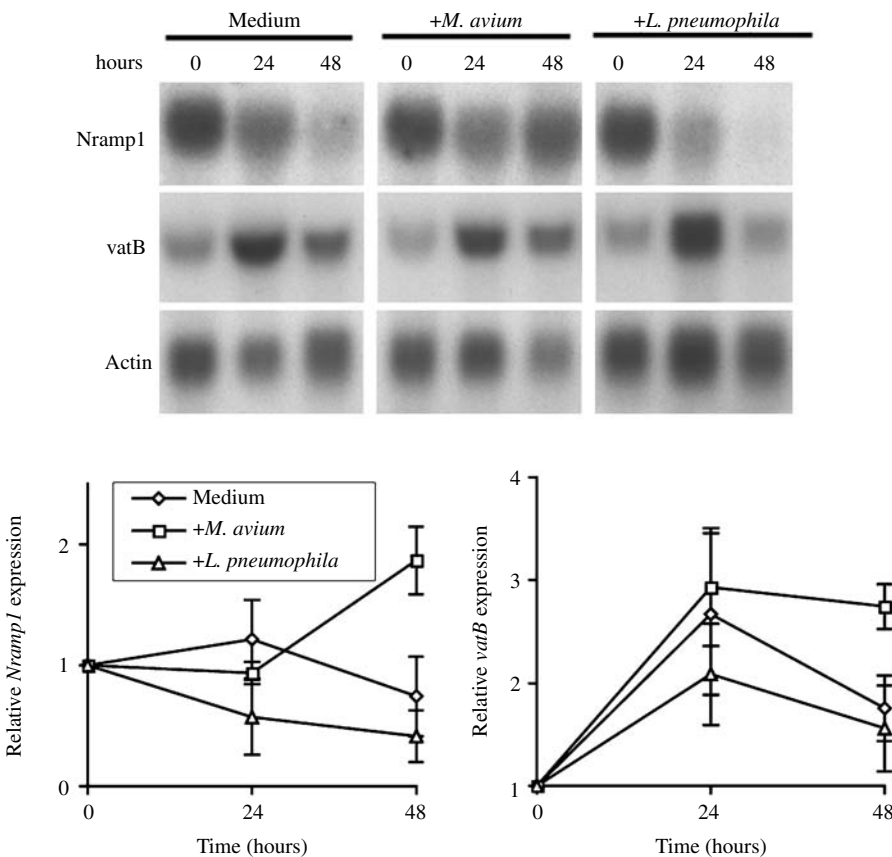 Medium +M. avium +L. pneumophila
hours 0 24 48 0 24 48 0 24 48
Nramp1
vatB
Actin
Relative Nramp1 expression
2
1
0
Medium
+M. avium
+L. pneumophila
0 24 48
Time (hours)
Relative vatB expression
4
3
2
1
0 24 48
Time (hours)